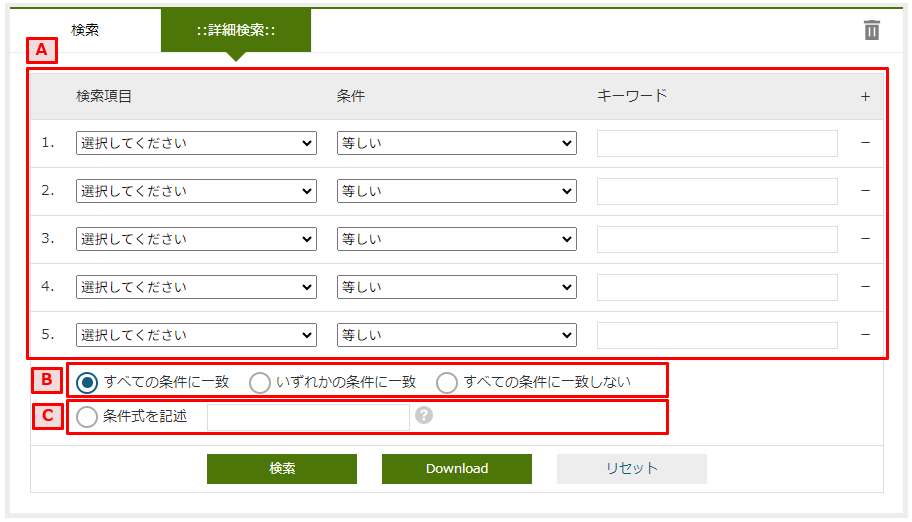 検索 ::詳細検索::
A
検索項目 条件 キーワード +
1. 選択してください 等しい −
2. 選択してください 等しい −
3. 選択してください 等しい −
4. 選択してください 等しい −
5. 選択してください 等しい −
B すべての条件に一致 いずれかの条件に一致 すべての条件に一致しない
C 条件式を記述 ?
検索 Download リセット